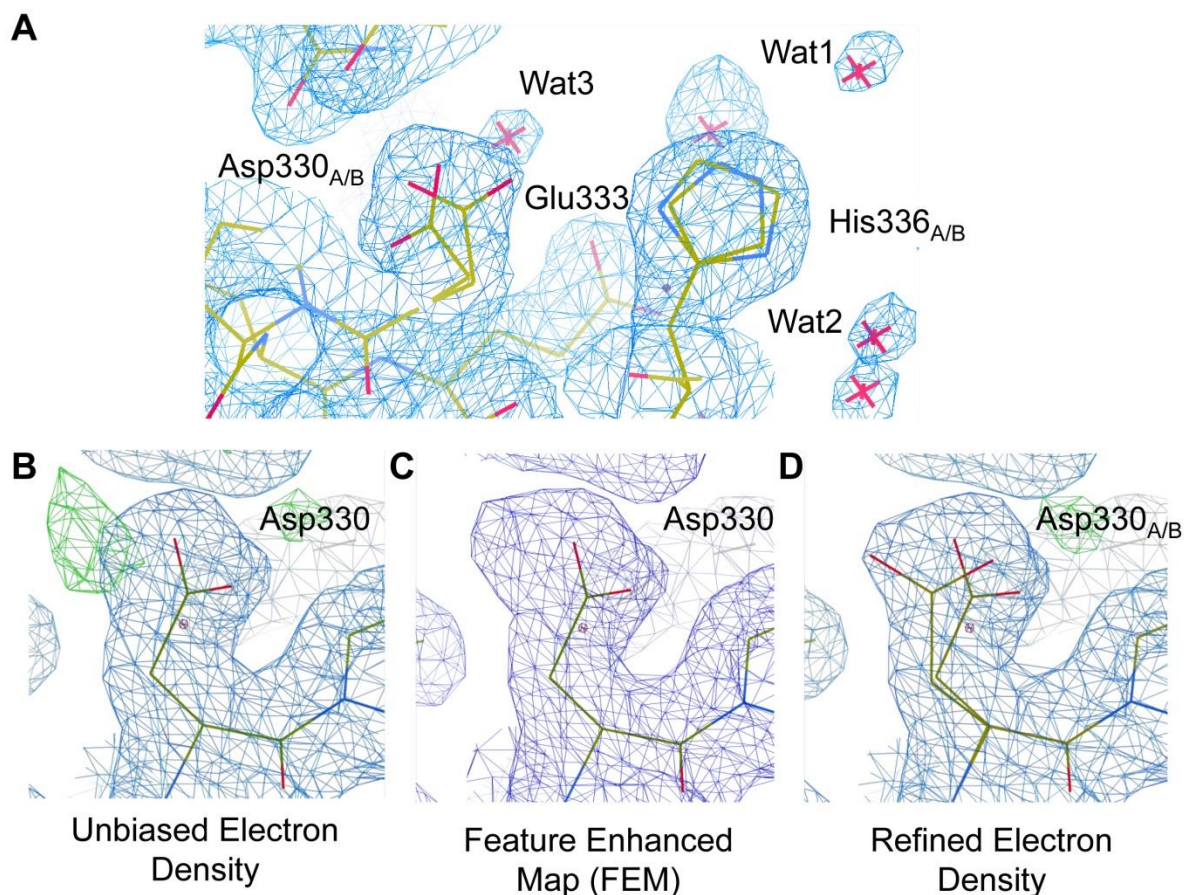 A
Wat1
Wat3
Asp330A/B
Glu333
His336A/B
Wat2
B
Asp330
C
Asp330
D
Asp330A/B
Unbiased Electron
Density
Feature Enhanced
Map (FEM)
Refined Electron
Density